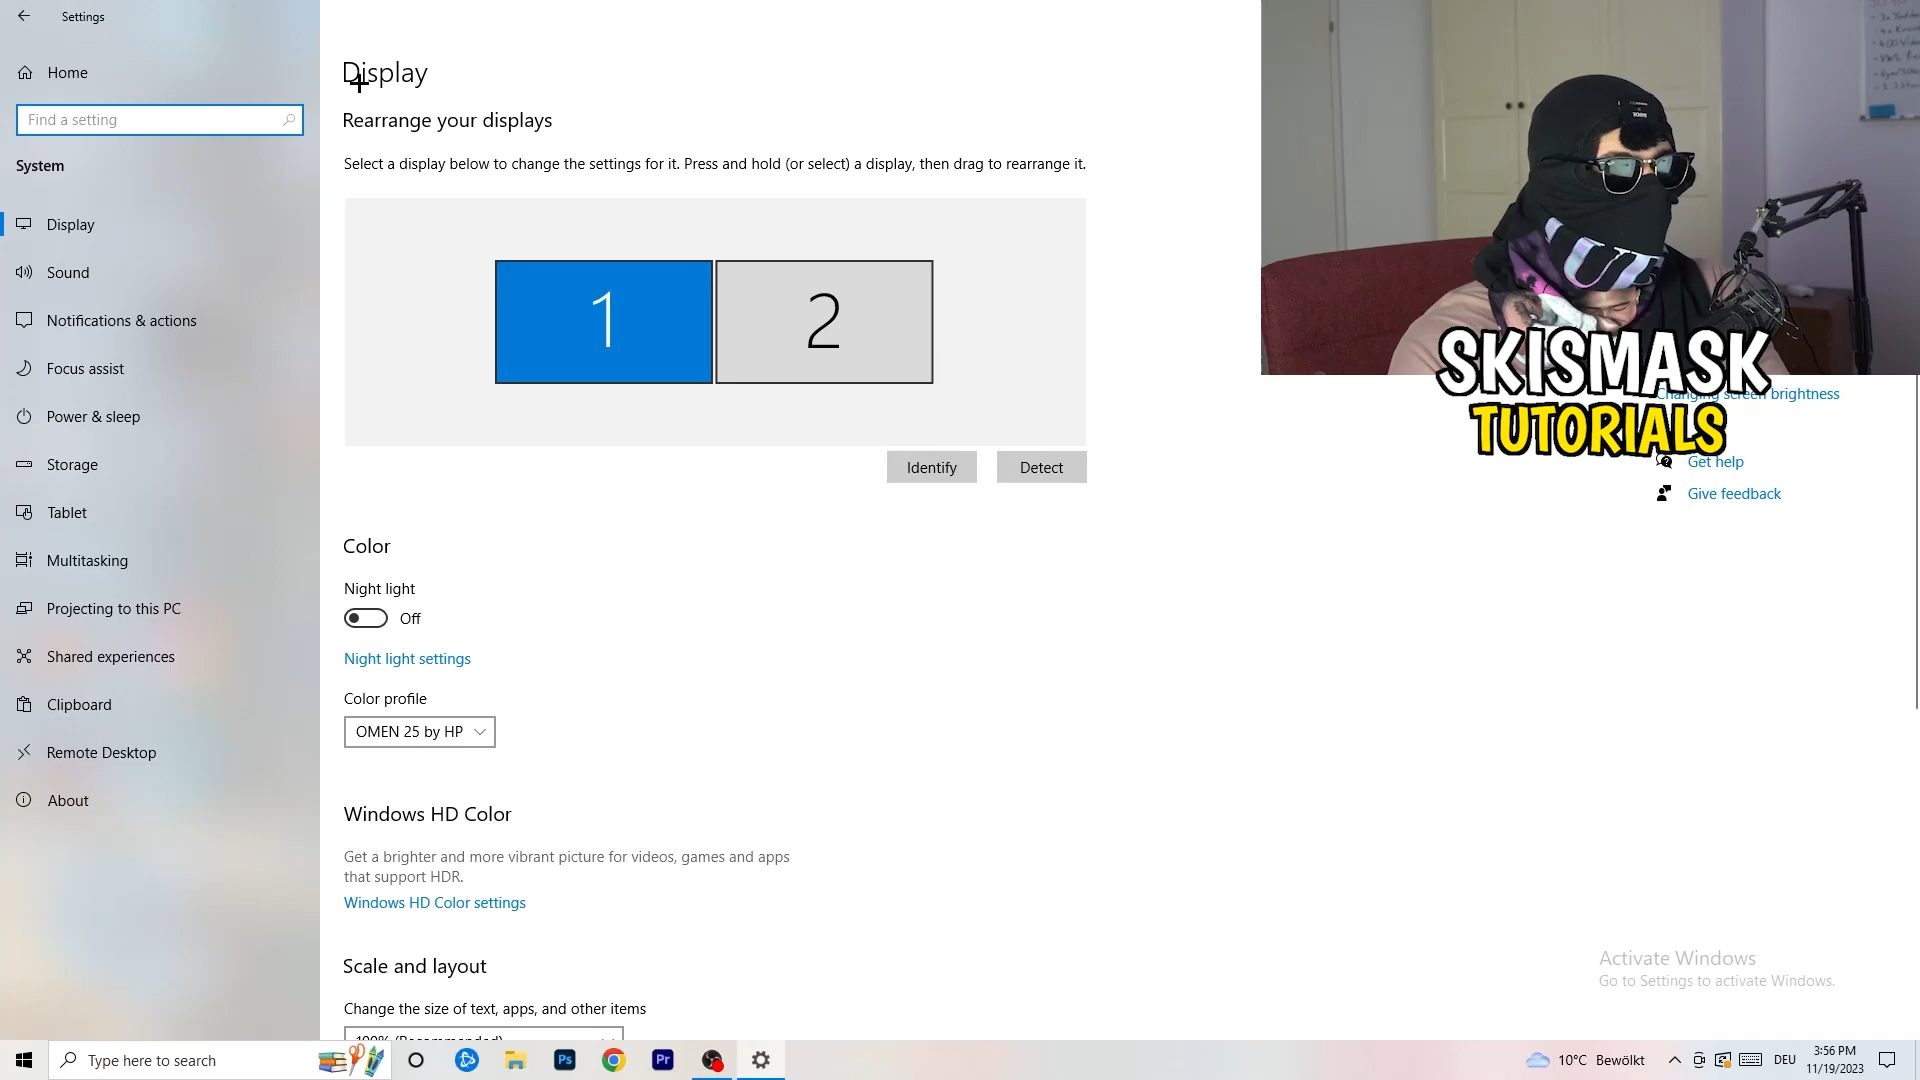 Settings
Home
Find a setting
System
Display
Sound
Notifications & actions
Focus assist
Power & sleep
Storage
Tablet
Multitasking
Projecting to this PC
Shared experiences
Clipboard
Remote Desktop
About
Display
Rearrange your displays
Select a display below to change the settings for it. Press and hold (or select) a display, then drag to rearrange it.
1
2
Identify
Detect
Color
Night light
Off
Night light settings
Color profile
OMEN 25 by HP
Windows HD Color
Get a brighter and more vibrant picture for videos, games and apps
that support HDR.
Windows HD Color settings
Scale and layout
Change the size of text, apps, and other items
100% (Recommended)
SKISMASK
TUTORIALS
Changing screen brightness
Get help
Give feedback
Activate Windows
Go to Settings to activate Windows.
Type here to search
Ps
Pr
10°C Bewölkt
DEU
3:56 PM
11/19/2023